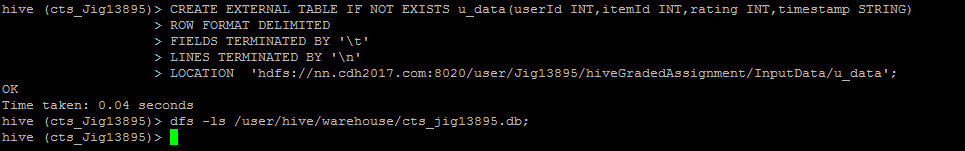 hive (cts_Jig13895)> CREATE EXTERNAL TABLE IF NOT EXISTS u_data(userId INT,itemId INT,rating INT,timestamp STRING)
> ROW FORMAT DELIMITED
> FIELDS TERMINATED BY '\t'
> LINES TERMINATED BY '\n'
> LOCATION  'hdfs://nn.cdh2017.com:8020/user/Jig13895/hiveGradedAssignment/InputData/u_data';
OK
Time taken: 0.04 seconds
hive (cts_Jig13895)> dfs -ls /user/hive/warehouse/cts_jig13895.db;
hive (cts_Jig13895)>